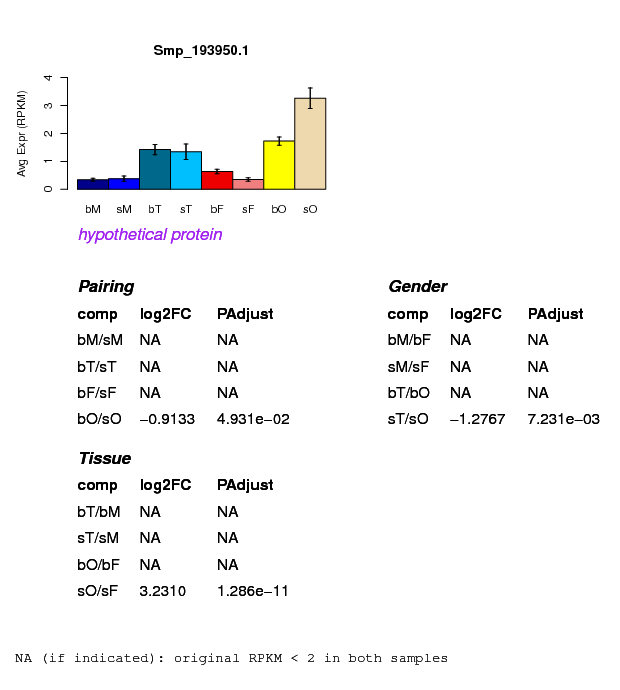 Smp_193950.1
Avg Expr (RPKM)
0 1 2 3 4
bM sM bT sT bF sF bO sO
hypothetical protein
Pairing
comp log2FC PAdjust
bM/sM NA NA
bT/sT NA NA
bF/sF NA NA
bO/sO −0.9133 4.931e−02
Gender
comp log2FC PAdjust
bM/bF NA NA
sM/sF NA NA
bT/bO NA NA
sT/sO −1.2767 7.231e−03
Tissue
comp log2FC PAdjust
bT/bM NA NA
sT/sM NA NA
bO/bF NA NA
sO/sF 3.2310 1.286e−11
NA (if indicated): original RPKM < 2 in both samples